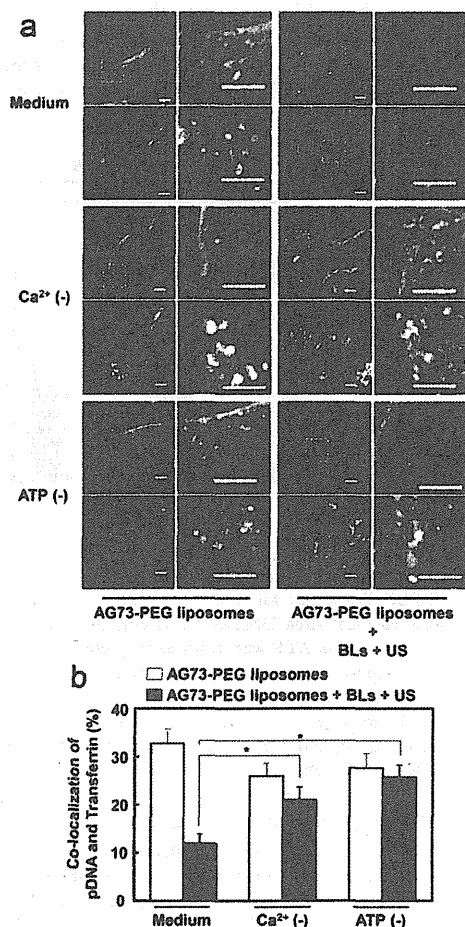 a
Medium
Ca²⁺ (-)
ATP (-)
AG73-PEG liposomes
AG73-PEG liposomes
+
BLs + US
b
AG73-PEG liposomes
AG73-PEG liposomes + BLs + US
Co-localization of
pDNA and Transferrin (%)
40
30
20
10
0
*
*
Medium
Ca²⁺ (-)
ATP (-)